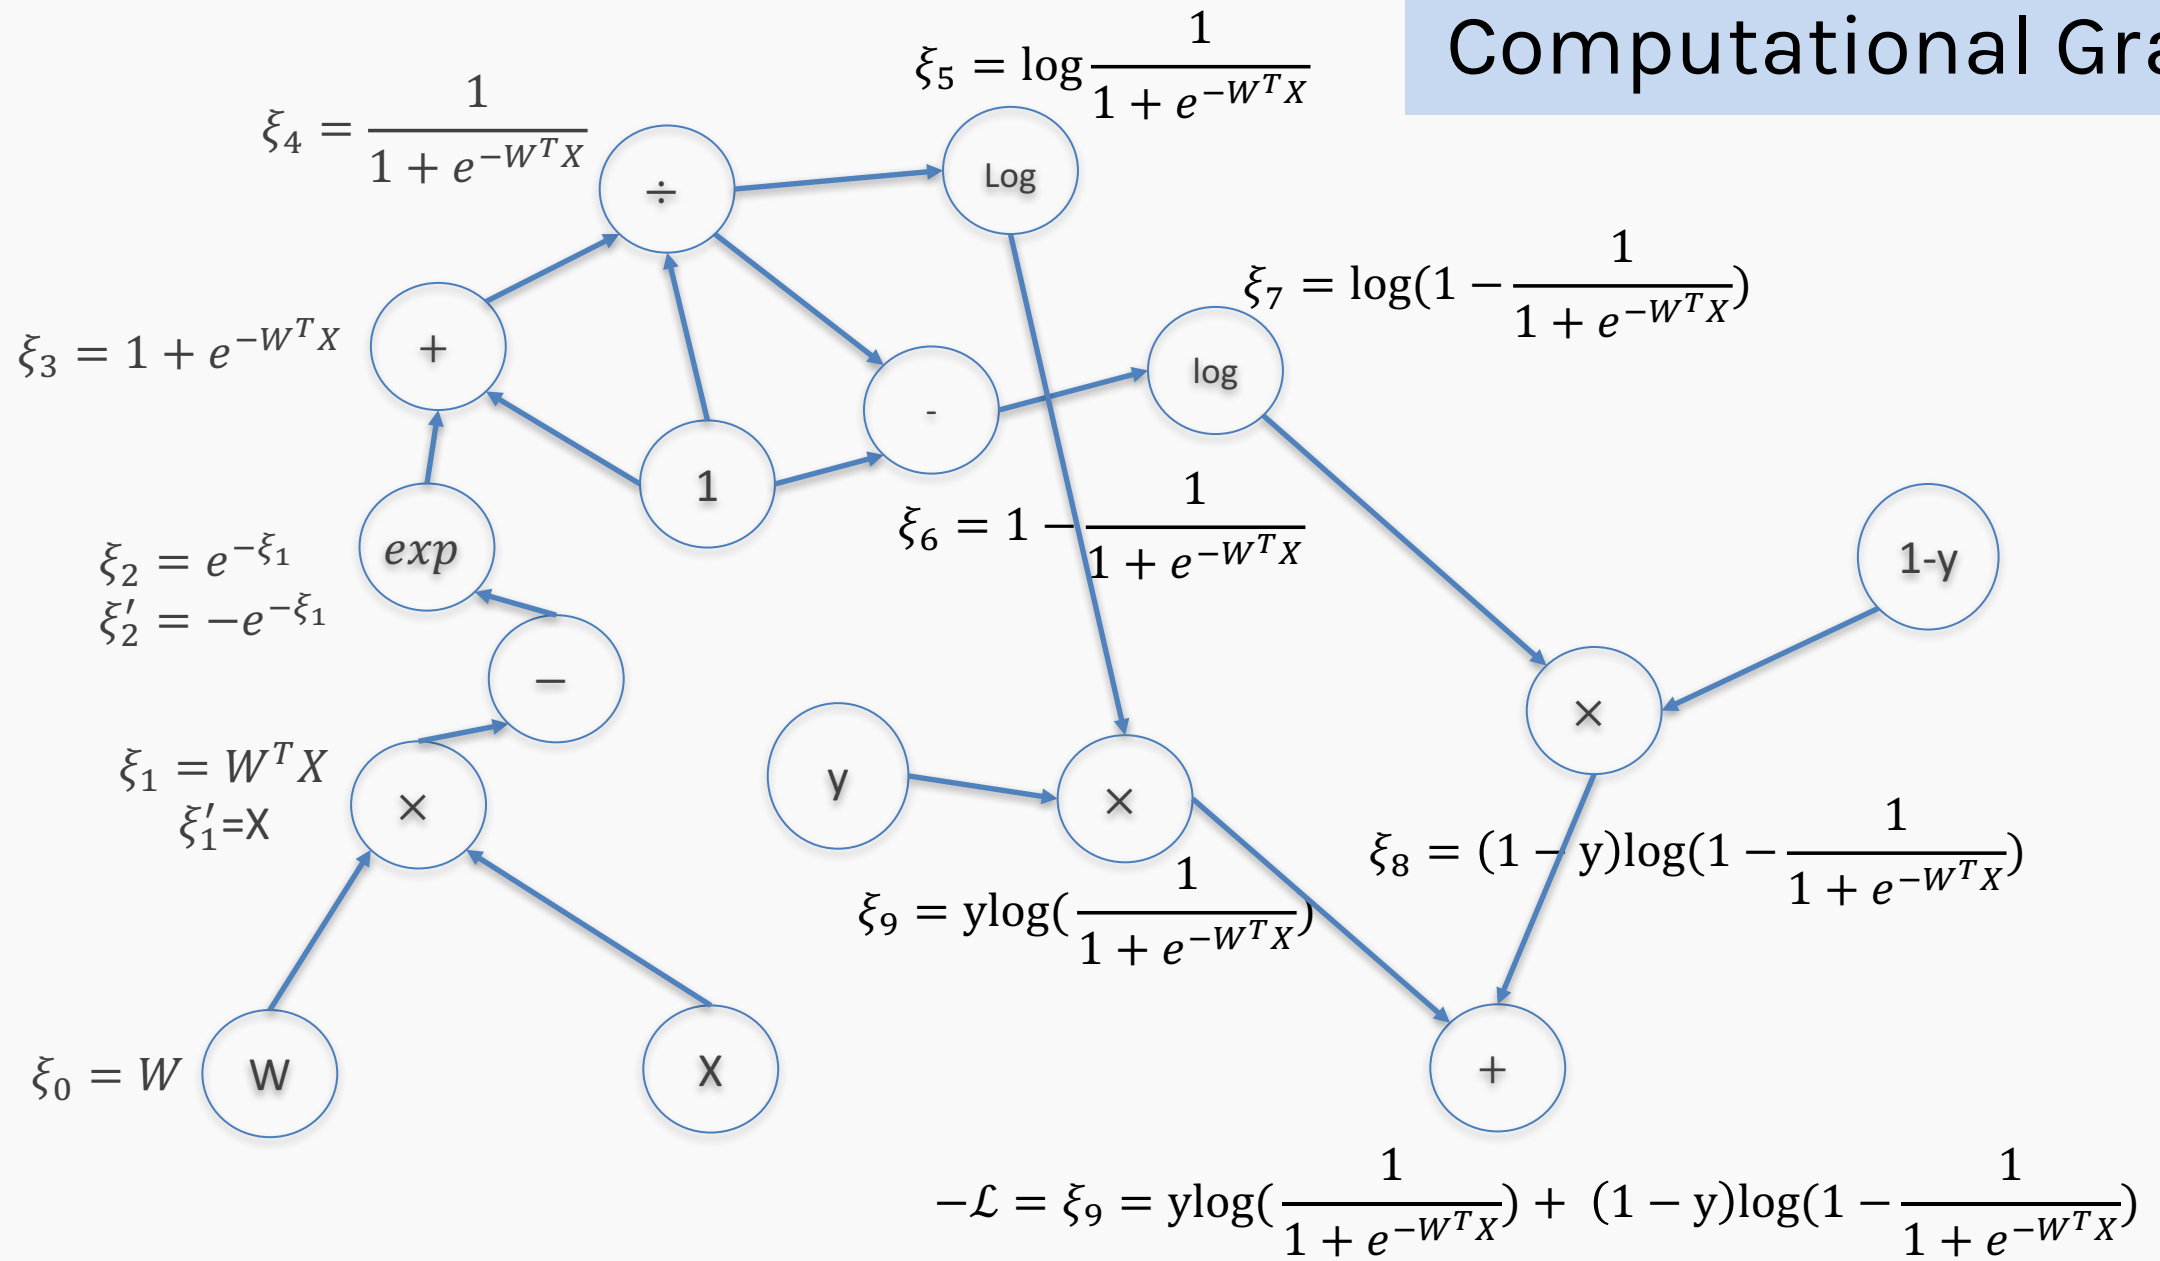 Computational Gra
ξ₅ = log 1 / (1 + e^{−W^T X})
ξ₄ = 1 / (1 + e^{−W^T X})
÷
Log
ξ₇ = log(1 − 1 / (1 + e^{−W^T X}))
ξ₃ = 1 + e^{−W^T X}
+
log
-
1
ξ₆ = 1 − 1 / (1 + e^{−W^T X})
ξ₂ = e^{−ξ₁}
ξ₂′ = −e^{−ξ₁}
exp
1-y
−
×
ξ₁ = W^T X
ξ₁′=X
×
y
×
ξ₈ = (1 − y)log(1 − 1 / (1 + e^{−W^T X}))
ξ₉ = ylog(1 / (1 + e^{−W^T X}))
ξ₀ = W
W
X
+
−ℒ = ξ₉ = ylog(1 / (1 + e^{−W^T X})) + (1 − y)log(1 − 1 / (1 + e^{−W^T X}))